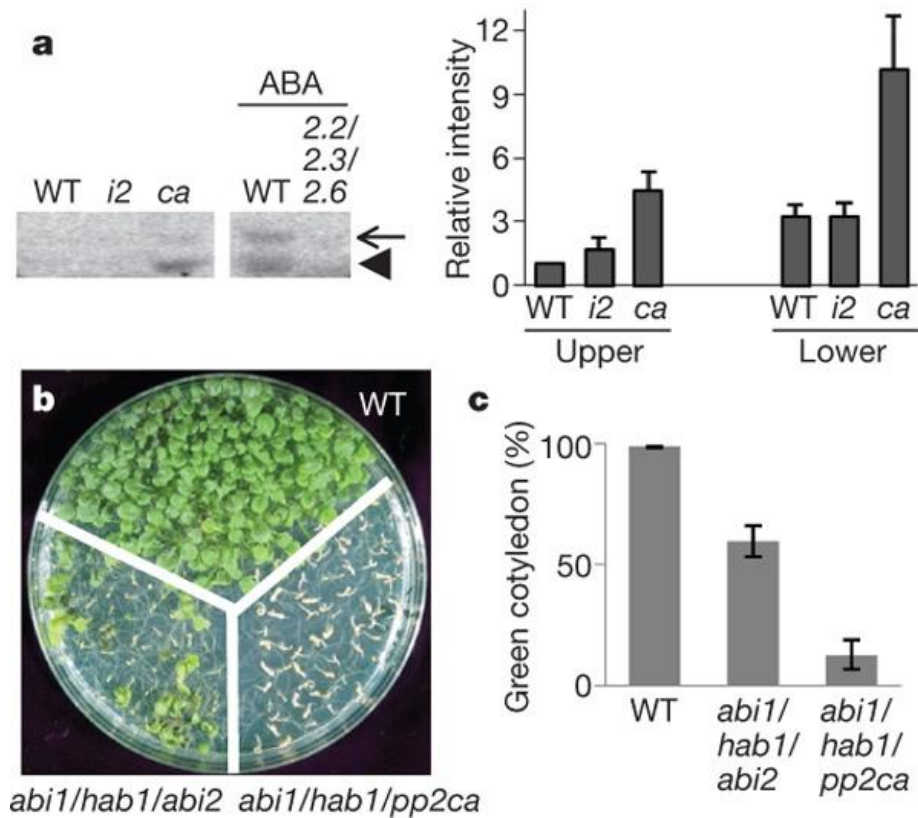 a
ABA
2.2/
2.3/
WT i2 ca WT 2.6
Relative intensity
12
9
6
3
0
WT i2 ca WT i2 ca
Upper Lower
b
WT
abi1/hab1/abi2 abi1/hab1/pp2ca
c
Green cotyledon (%)
100
50
0
WT abi1/ abi1/
hab1/ hab1/
abi2 pp2ca